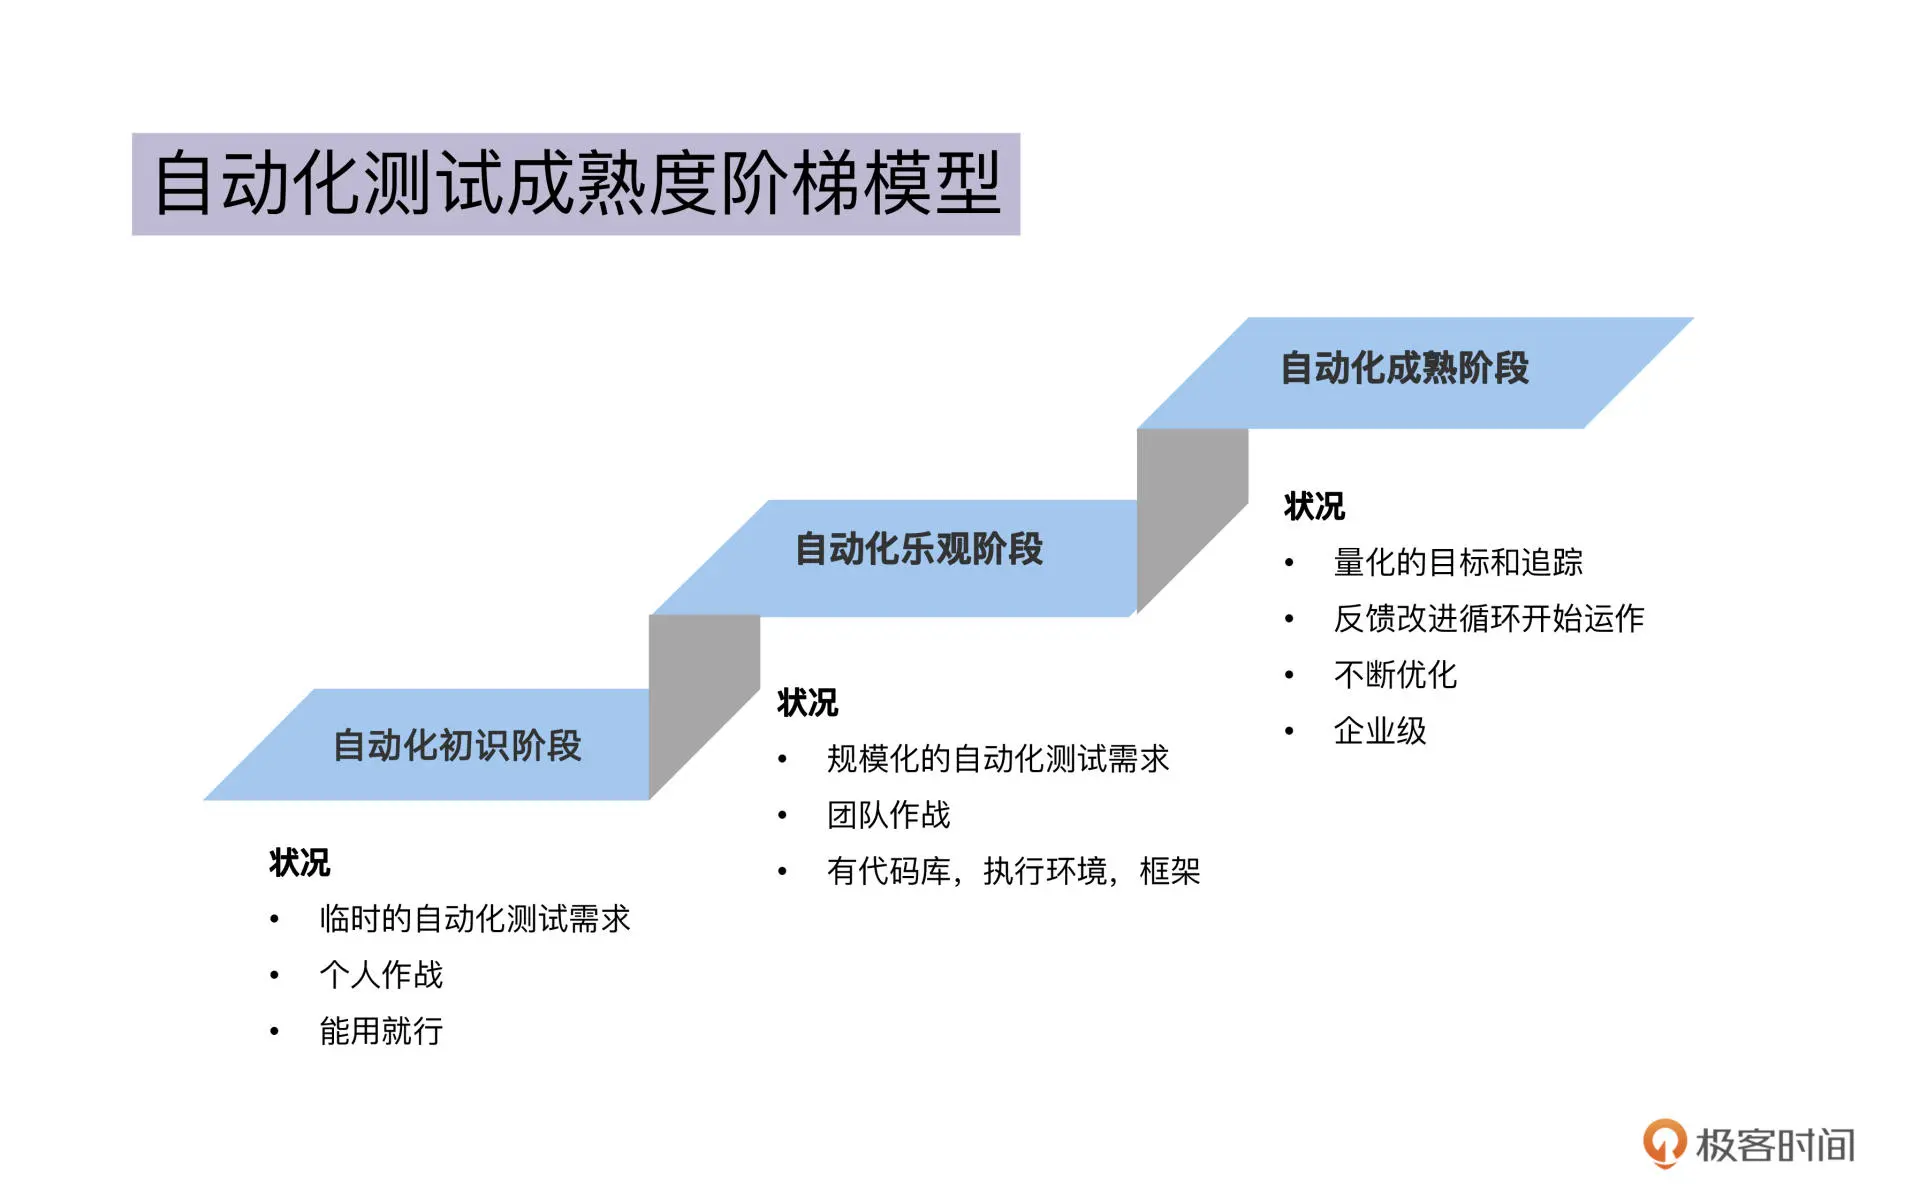 自动化测试成熟度阶梯模型
自动化初识阶段
状况
• 临时的自动化测试需求
• 个人作战
• 能用就行
自动化乐观阶段
状况
• 规模化的自动化测试需求
• 团队作战
• 有代码库，执行环境，框架
自动化成熟阶段
状况
• 量化的目标和追踪
• 反馈改进循环开始运作
• 不断优化
• 企业级
极客时间